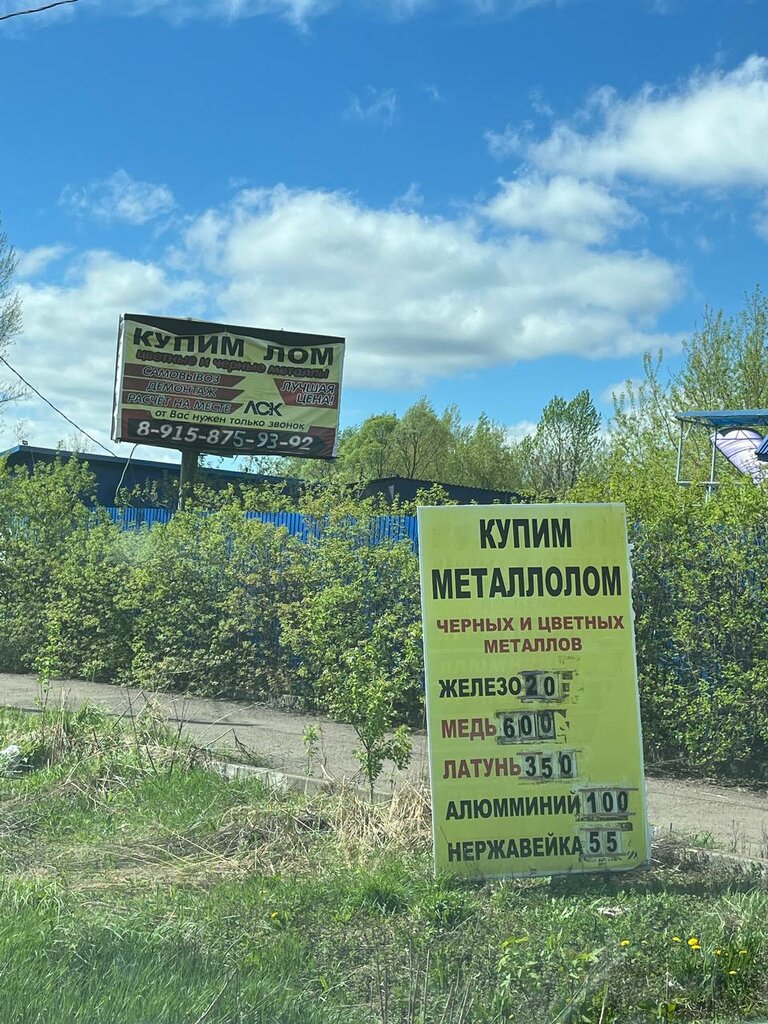 КУПИМ ЛОМ
цветные и черные металлы
САМОВЫВОЗ
ДЕМОНТАЖ
РАСЧЕТ НА МЕСТЕ
ЛУЧШАЯ
ЦЕНА!
ЛСК
от Вас нужен только звонок
8-915-875-93-92
КУПИМ
МЕТАЛЛОЛОМ
ЧЕРНЫХ И ЦВЕТНЫХ
МЕТАЛЛОВ
ЖЕЛЕЗО 20
МЕДЬ 600
ЛАТУНЬ 350
АЛЮММИНИЙ 100
НЕРЖАВЕЙКА 55